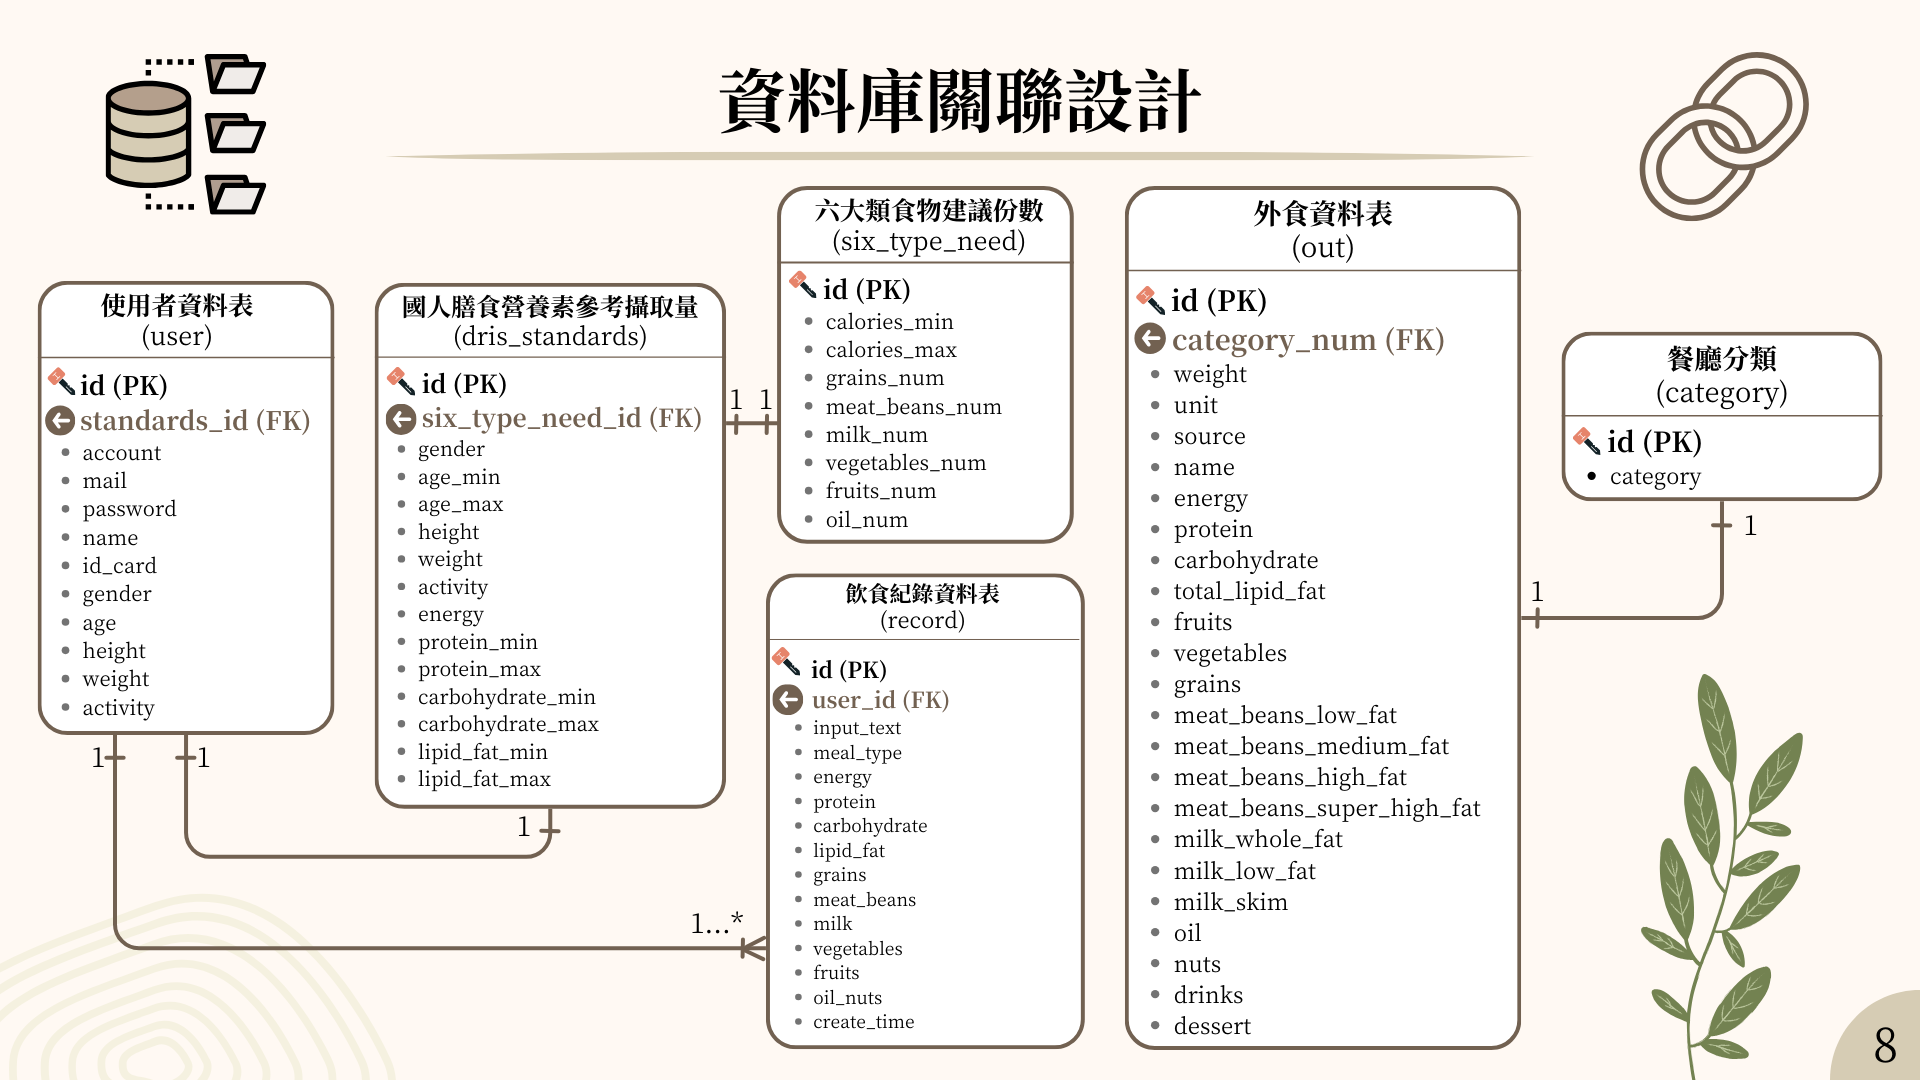 資料庫關聯設計
使用者資料表
(user)
id (PK)
standards_id (FK)
account
mail
password
name
id_card
gender
age
height
weight
activity
1
1
國人膳食營養素參考攝取量
(dris_standards)
id (PK)
six_type_need_id (FK)
gender
age_min
age_max
height
weight
activity
energy
protein_min
protein_max
carbohydrate_min
carbohydrate_max
lipid_fat_min
lipid_fat_max
1
1
1
六大類食物建議份數
(six_type_need)
id (PK)
calories_min
calories_max
grains_num
meat_beans_num
milk_num
vegetables_num
fruits_num
oil_num
1...*
飲食紀錄資料表
(record)
id (PK)
user_id (FK)
input_text
meal_type
energy
protein
carbohydrate
lipid_fat
grains
meat_beans
milk
vegetables
fruits
oil_nuts
create_time
外食資料表
(out)
id (PK)
category_num (FK)
weight
unit
source
name
energy
protein
carbohydrate
total_lipid_fat
fruits
vegetables
grains
meat_beans_low_fat
meat_beans_medium_fat
meat_beans_high_fat
meat_beans_super_high_fat
milk_whole_fat
milk_low_fat
milk_skim
oil
nuts
drinks
dessert
1
餐廳分類
(category)
id (PK)
category
1
8